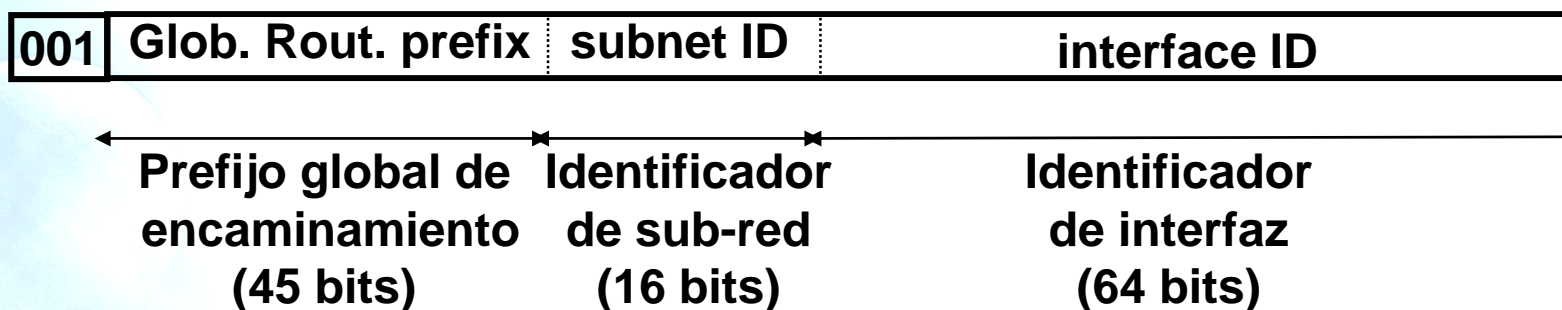 001 Glob. Rout. prefix subnet ID interface ID
Prefijo global de Identificador Identificador
encaminamiento de sub-red de interfaz
(45 bits) (16 bits) (64 bits)